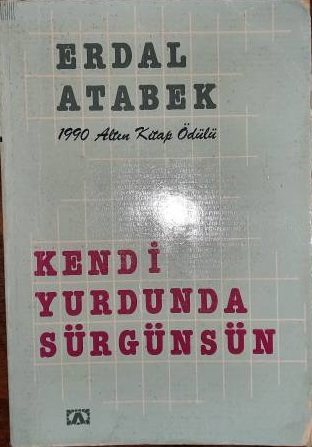 ERDAL
ATABEK
1990 Altın Kitap Ödülü
KENDİ
YURDUNDA
SÜRGÜNSÜN